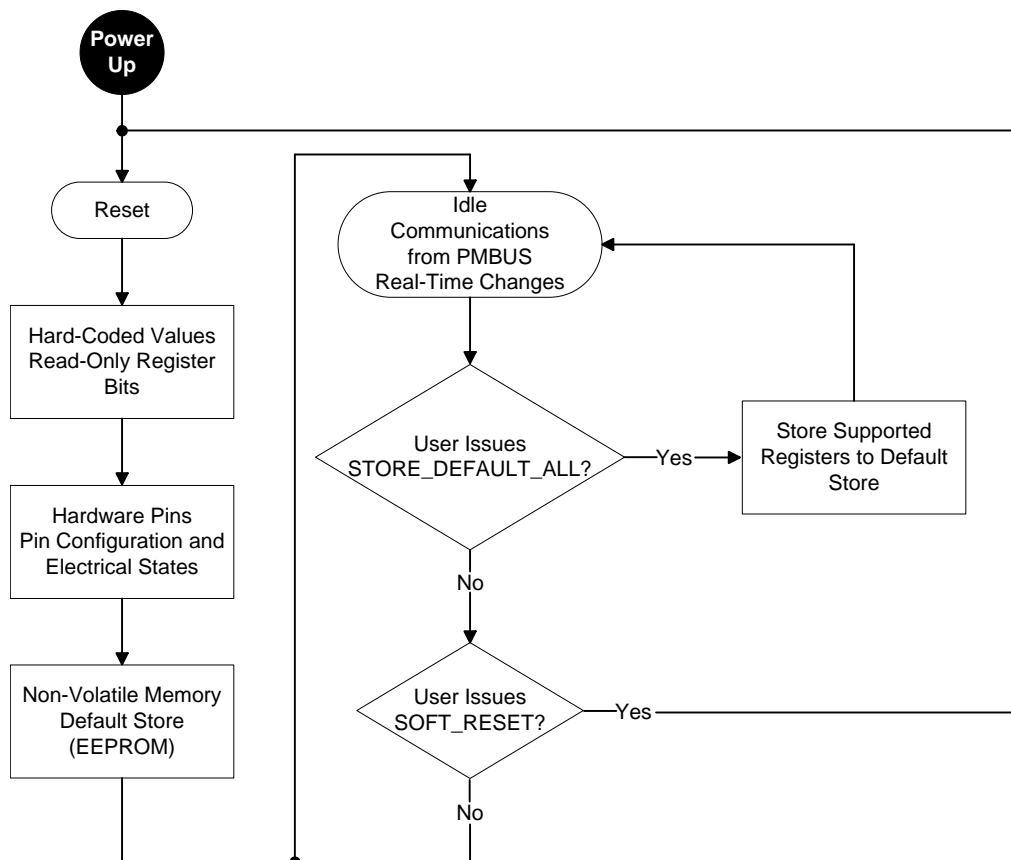 Power
Up
Reset
Hard-Coded Values
Read-Only Register
Bits
Hardware Pins
Pin Configuration and
Electrical States
Non-Volatile Memory
Default Store
(EEPROM)
Idle
Communications
from PMBUS
Real-Time Changes
User Issues
STORE_DEFAULT_ALL?
Yes
Store Supported
Registers to Default
Store
No
User Issues
SOFT_RESET?
Yes
No